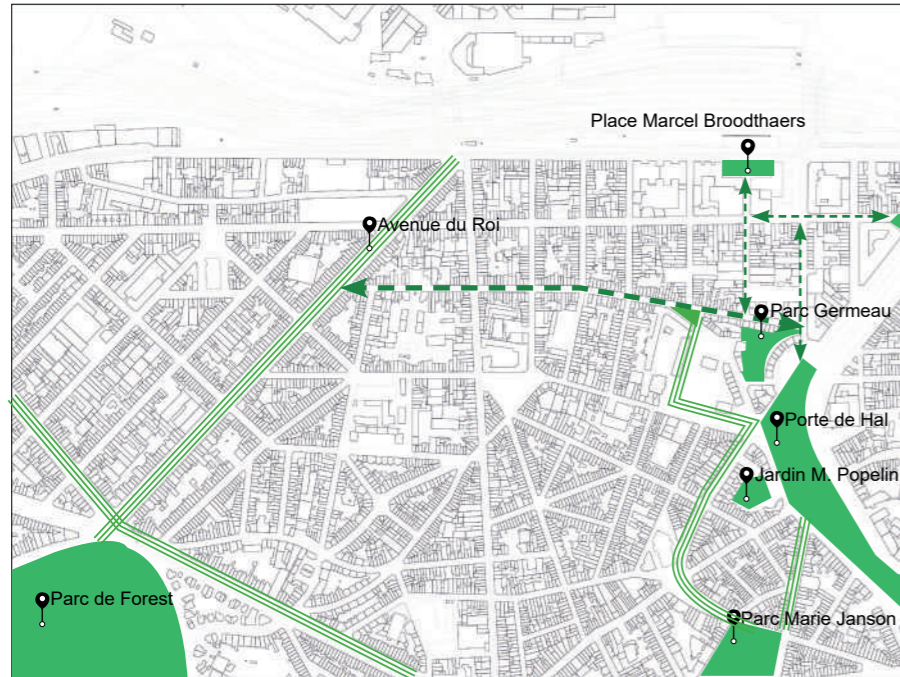 Place Marcel Broodthaers
Avenue du Roi
Parc Germeau
Porte de Hal
Jardin M. Popelin
Parc de Forest
Parc Marie Janson